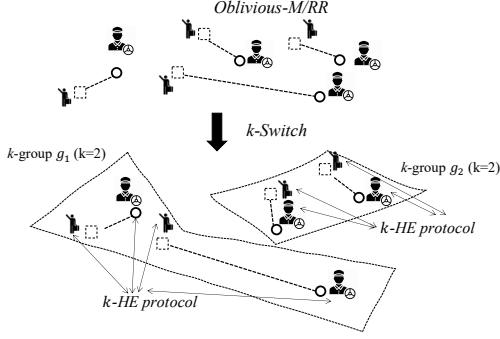 Oblivious-M/RR
k-Switch
k-group g₁ (k=2)
k-group g₂ (k=2)
k-HE protocol
k-HE protocol